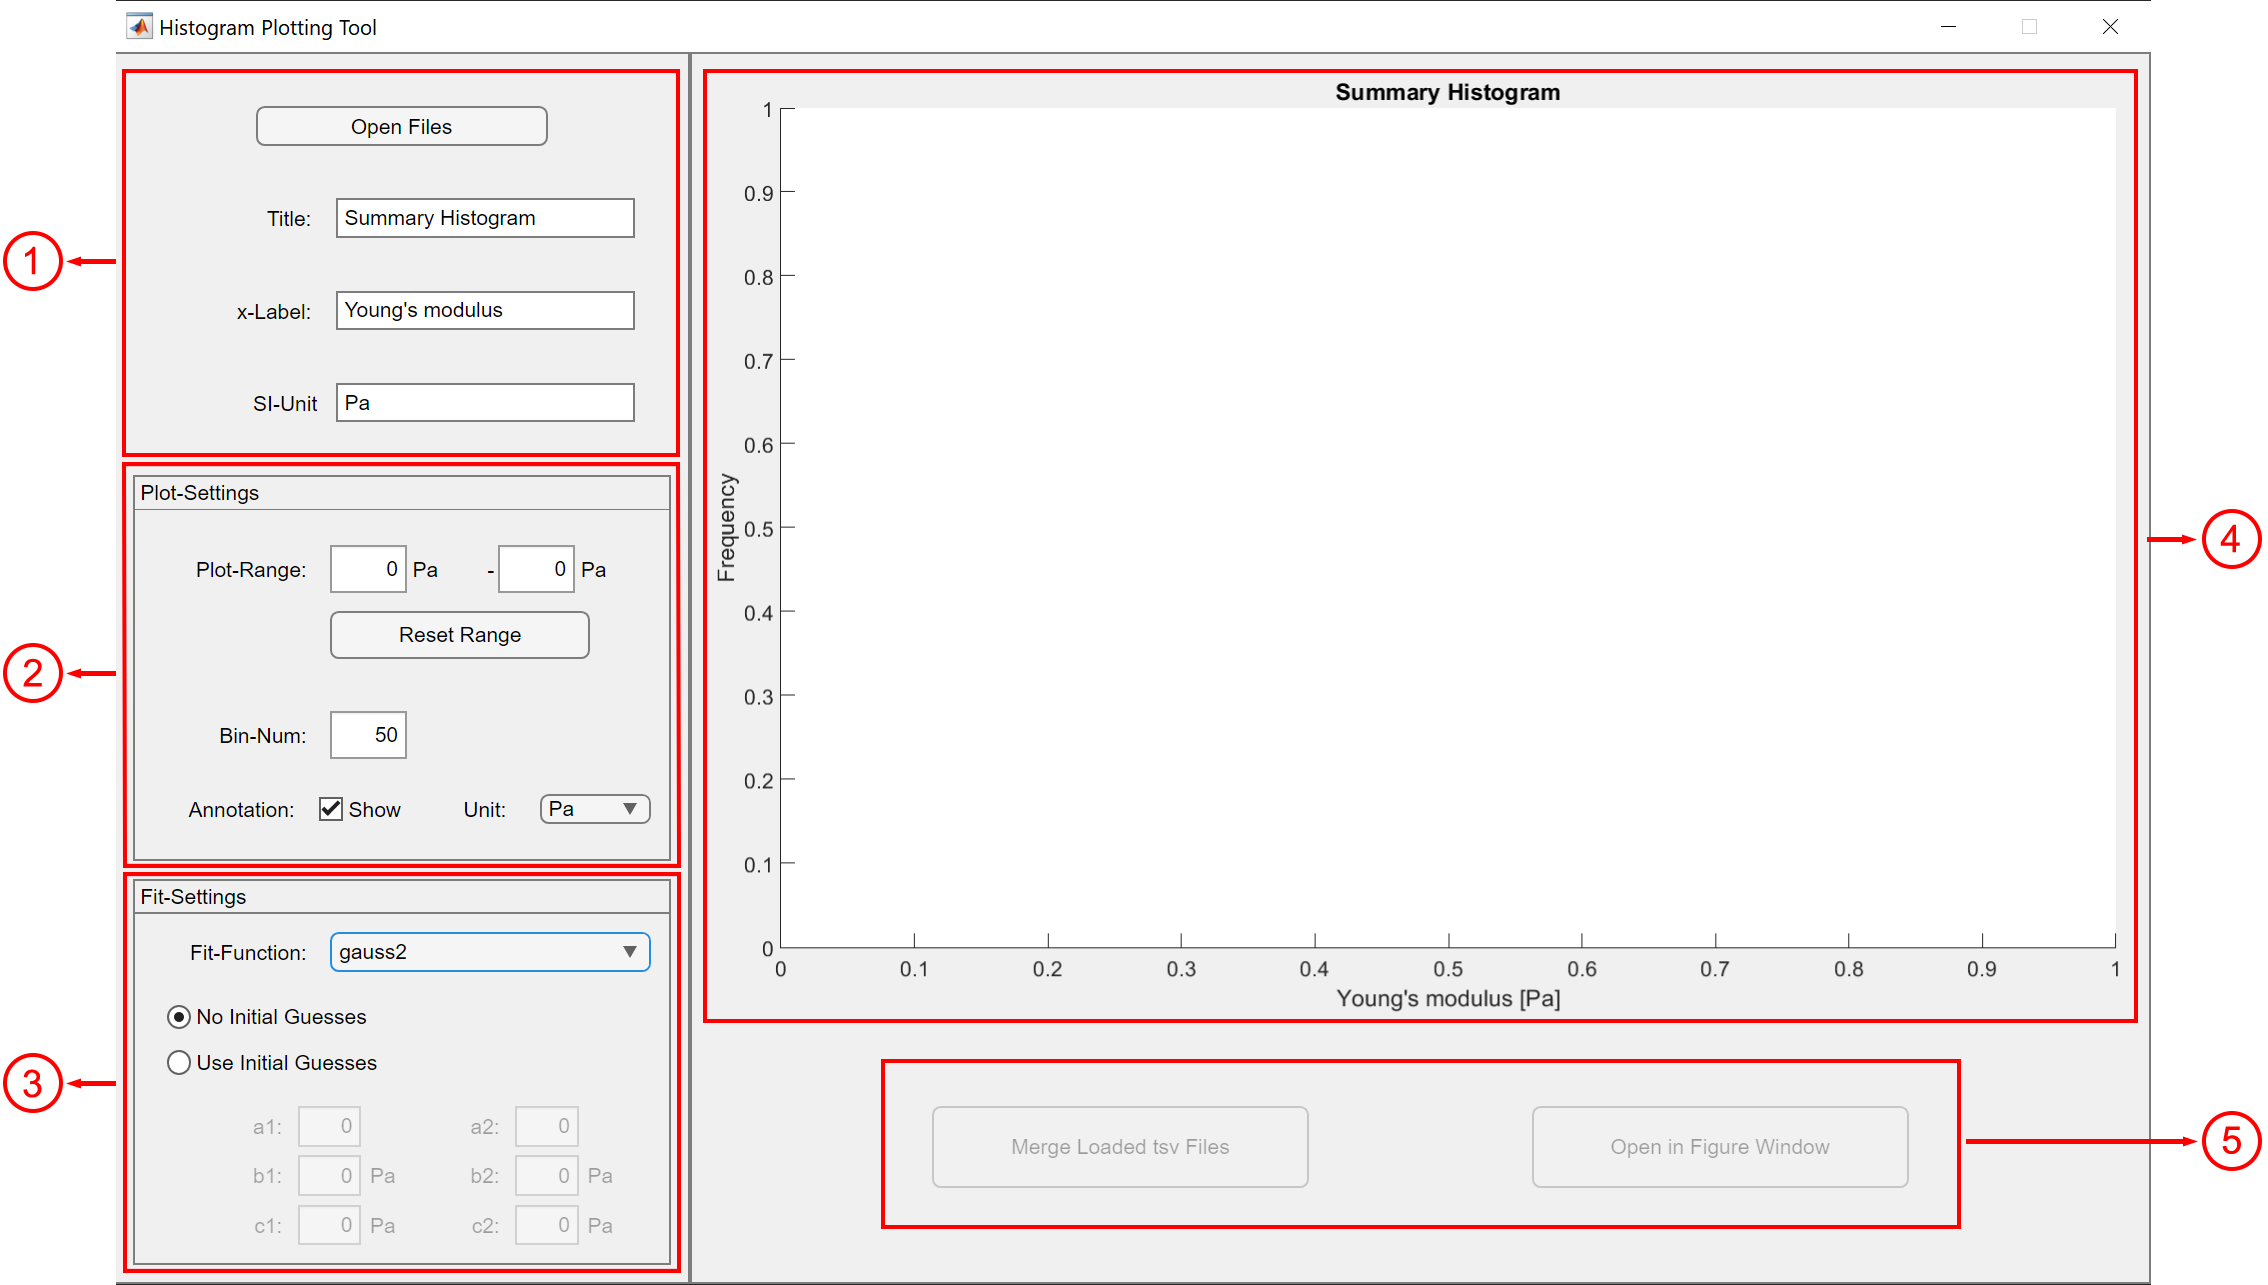 Histogram Plotting Tool
Open Files
Title: Summary Histogram
x-Label: Young's modulus
SI-Unit Pa
1
Plot-Settings
Plot-Range: 0 Pa - 0 Pa
Reset Range
Bin-Num: 50
Annotation: Show Unit: Pa
2
Fit-Settings
Fit-Function: gauss2
No Initial Guesses
Use Initial Guesses
a1: 0 a2: 0
b1: 0 Pa b2: 0 Pa
c1: 0 Pa c2: 0 Pa
3
Summary Histogram
1
0.9
0.8
0.7
0.6
0.5
0.4
0.3
0.2
0.1
0
Frequency
0 0.1 0.2 0.3 0.4 0.5 0.6 0.7 0.8 0.9 1
Young's modulus [Pa]
4
Merge Loaded tsv Files Open in Figure Window
5